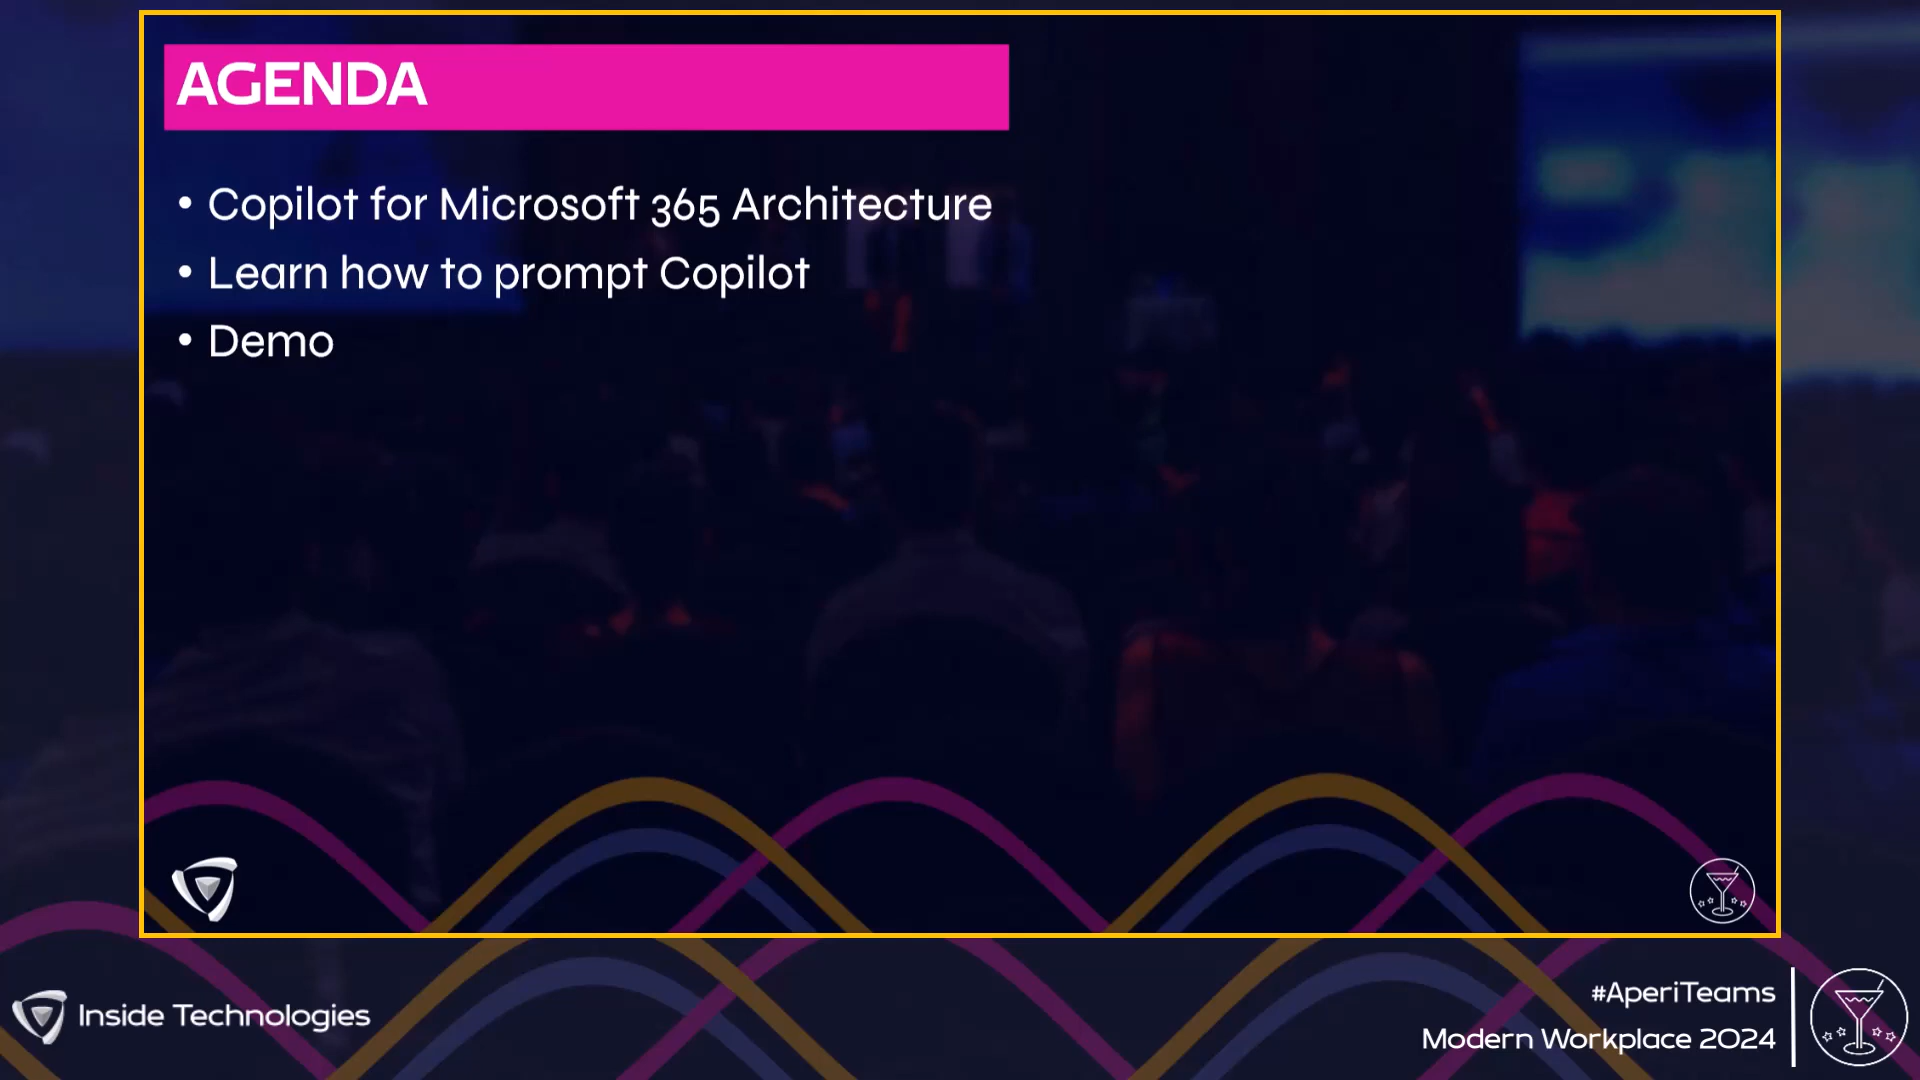 AGENDA
• Copilot for Microsoft 365 Architecture
• Learn how to prompt Copilot
• Demo
Inside Technologies
#AperiTeams
Modern Workplace 2024